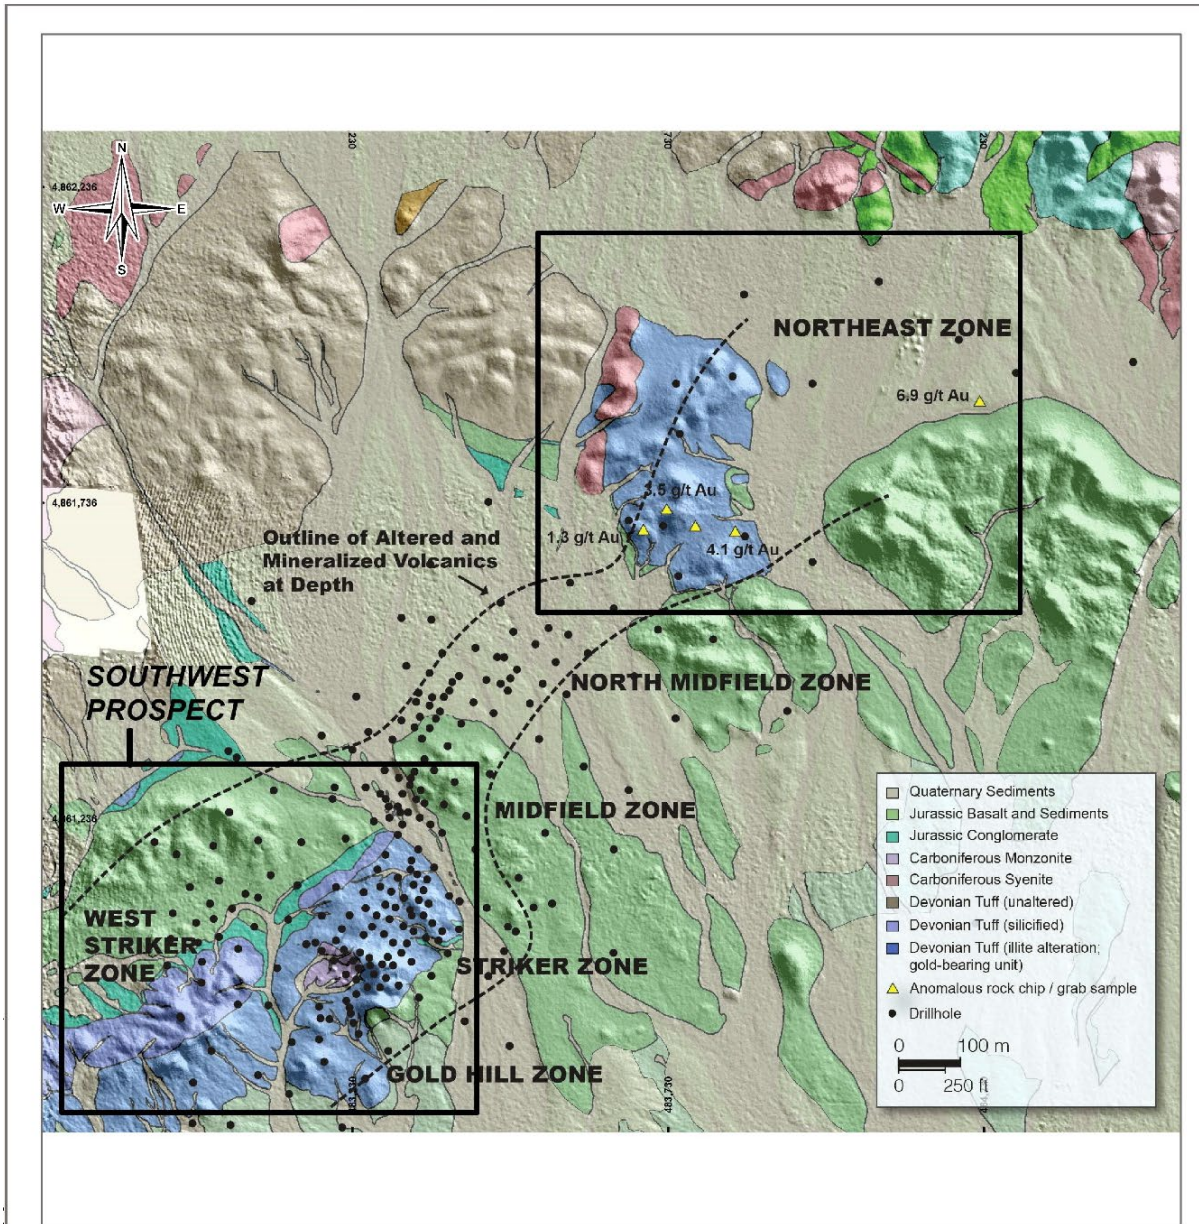 230
730
230
N
4,862,236
W
E
S
NORTHEAST ZONE
6.9 g/t Au
4,861,736
3.5 g/t Au
1.3 g/t Au
4.1 g/t Au
Outline of Altered and
Mineralized Volcanics
at Depth
SOUTHWEST
PROSPECT
NORTH MIDFIELD ZONE
4,861,236
MIDFIELD ZONE
WEST
STRIKER
ZONE
STRIKER ZONE
GOLD HILL ZONE
483,730
Quaternary Sediments
Jurassic Basalt and Sediments
Jurassic Conglomerate
Carboniferous Monzonite
Carboniferous Syenite
Devonian Tuff (unaltered)
Devonian Tuff (silicified)
Devonian Tuff (illite alteration;
gold-bearing unit)
Anomalous rock chip / grab sample
Drillhole
0 100 m
0 250 ft